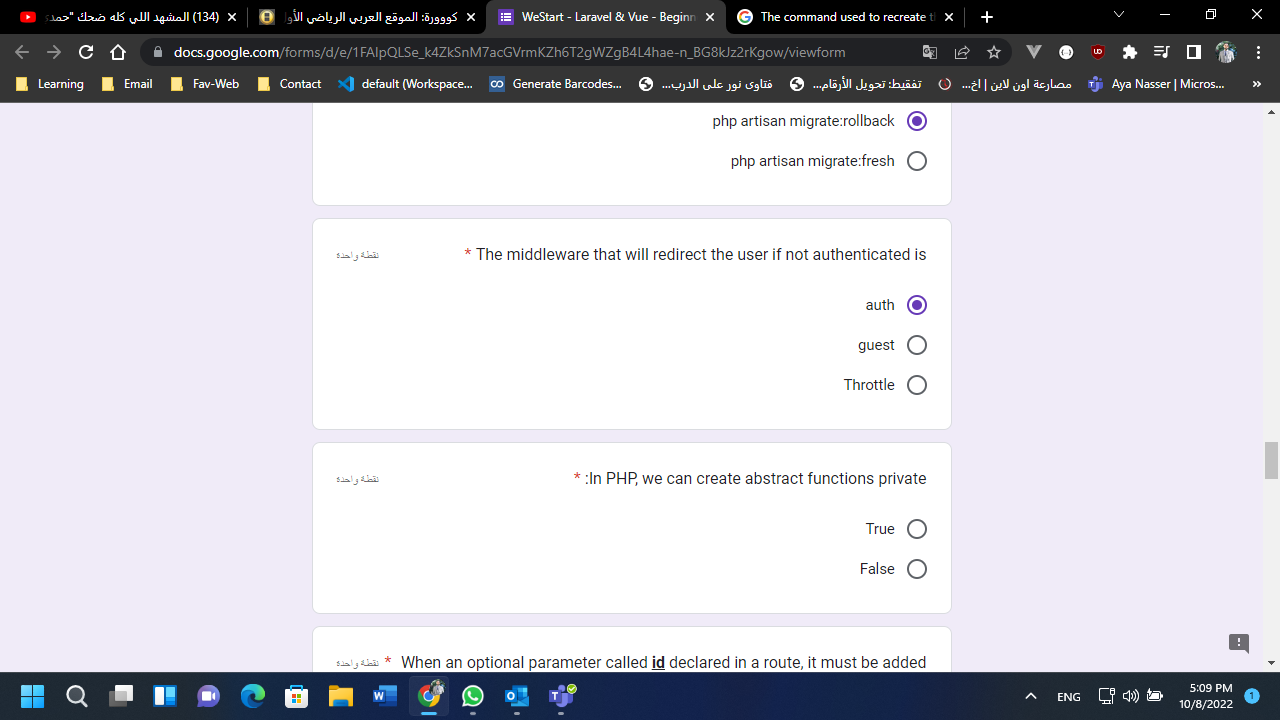 (134) المشهد اللي كله ضحك "حمد
كووورة: الموقع العربي الرياضي الأو
WeStart - Laravel & Vue - Beginn
The command used to recreate t
docs.google.com/forms/d/e/1FAIpQLSe_k4ZkSnM7acGVrmKZh6T2gWZgB4L4hae-n_BG8kJz2rKgow/viewform
Learning
Email
Fav-Web
Contact
default (Workspace...
Generate Barcodes...
فتاوى نور على الدرب...
تفقيط: تحويل الأرقام...
مصارعة اون لاين | اخ...
Aya Nasser | Micros...
»
php artisan migrate:rollback
php artisan migrate:fresh
نقطة واحدة
* The middleware that will redirect the user if not authenticated is
auth
guest
Throttle
نقطة واحدة
* :In PHP, we can create abstract functions private
True
False
نقطة واحدة
* When an optional parameter called id declared in a route, it must be added
ENG
5:09 PM
10/8/2022
1